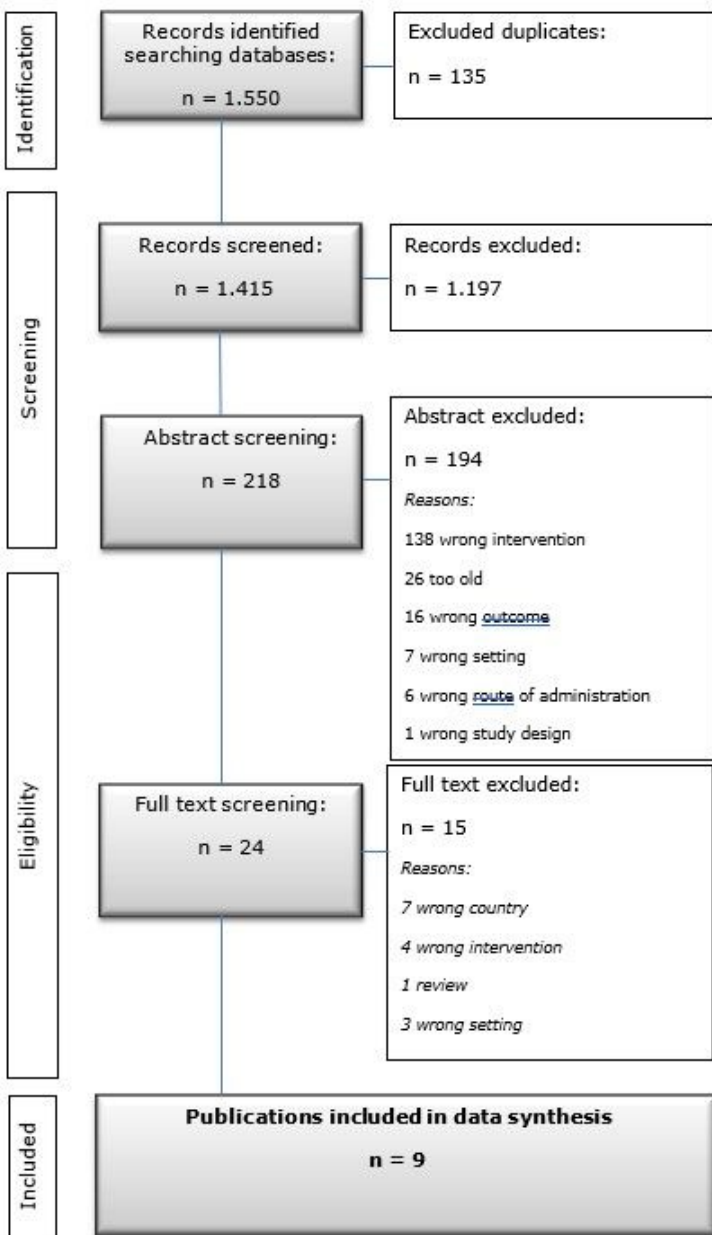 Identification
Records identified
searching databases:
n = 1.550
Excluded duplicates:
n = 135
Screening
Records screened:
n = 1.415
Records excluded:
n = 1.197
Abstract screening:
n = 218
Abstract excluded:
n = 194
Reasons:
138 wrong intervention
26 too old
16 wrong outcome
7 wrong setting
6 wrong route of administration
1 wrong study design
Eligibility
Full text screening:
n = 24
Full text excluded:
n = 15
Reasons:
7 wrong country
4 wrong intervention
1 review
3 wrong setting
Included
Publications included in data synthesis
n = 9